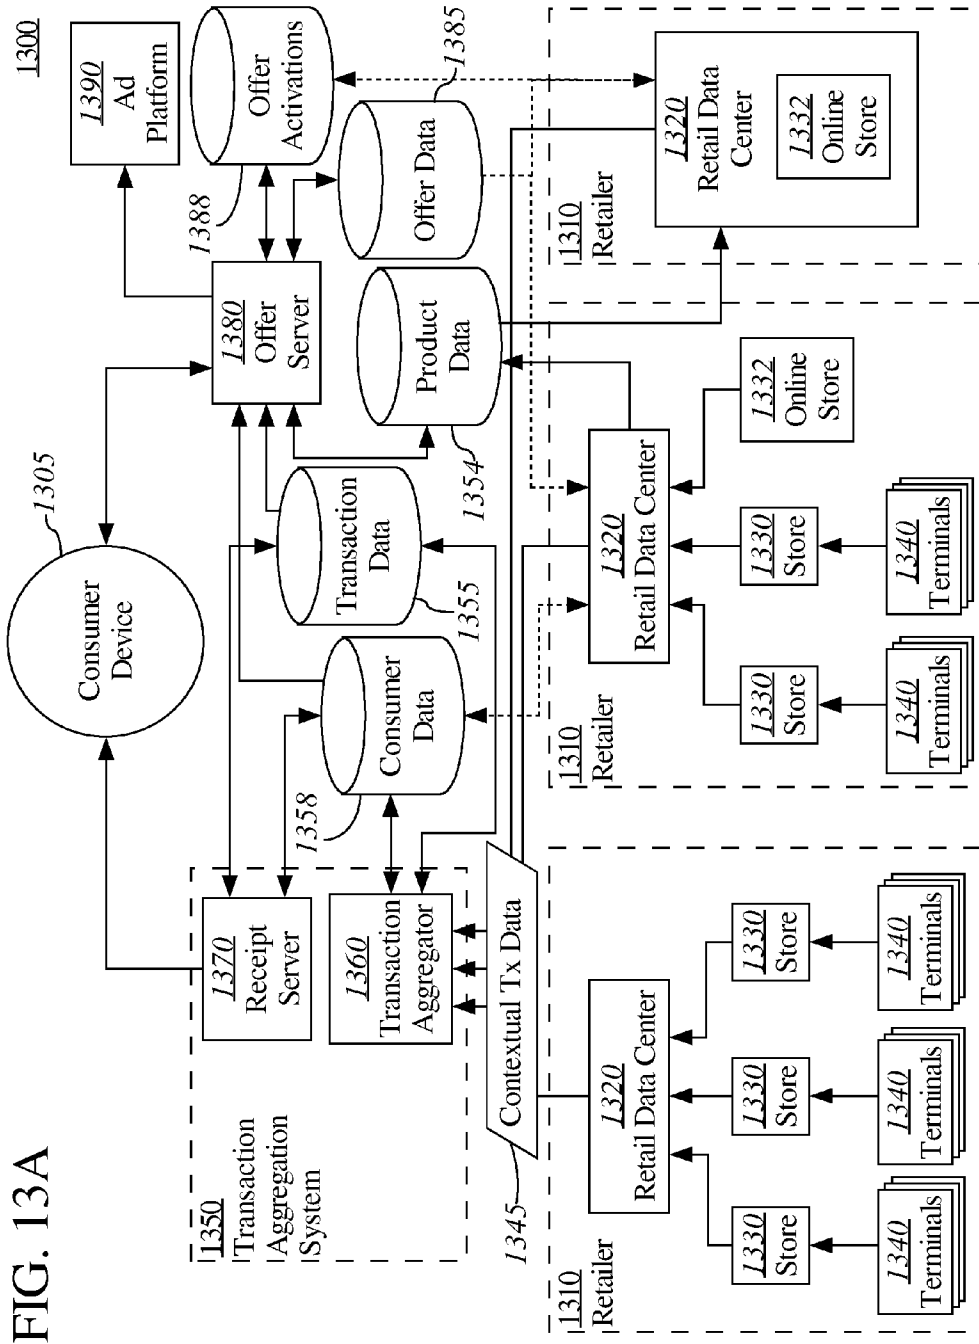 FIG. 13A
1300
Consumer
Device
1305
1390
Ad
Platform
1380
Offer
Server
1388
Offer
Activations
1385
Offer Data
1350
Transaction
Aggregation
System
1370
Receipt
Server
1360
Transaction
Aggregator
1358
Consumer
Data
1355
Transaction
Data
1354
Product
Data
1345
Contextual Tx Data
1310
Retailer
1320
Retail Data Center
1330
Store
1330
Store
1330
Store
1340
Terminals
1340
Terminals
1340
Terminals
1310
Retailer
1320
Retail Data Center
1330
Store
1330
Store
1332
Online
Store
1340
Terminals
1340
Terminals
1310
Retailer
1320
Retail Data
Center
1332
Online
Store